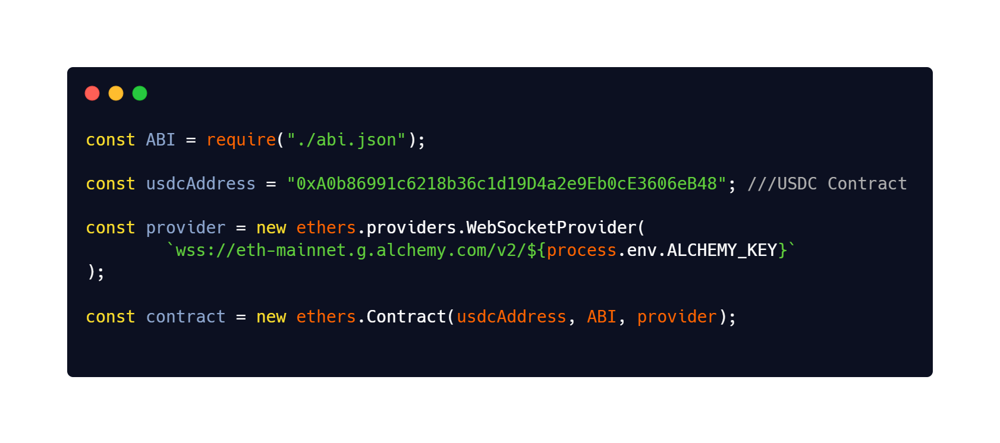 const ABI = require("./abi.json");
const usdcAddress = "0xA0b86991c6218b36c1d19D4a2e9Eb0cE3606eB48"; ///USDC Contract
const provider = new ethers.providers.WebSocketProvider(
`wss://eth-mainnet.g.alchemy.com/v2/${process.env.ALCHEMY_KEY}`
);
const contract = new ethers.Contract(usdcAddress, ABI, provider);